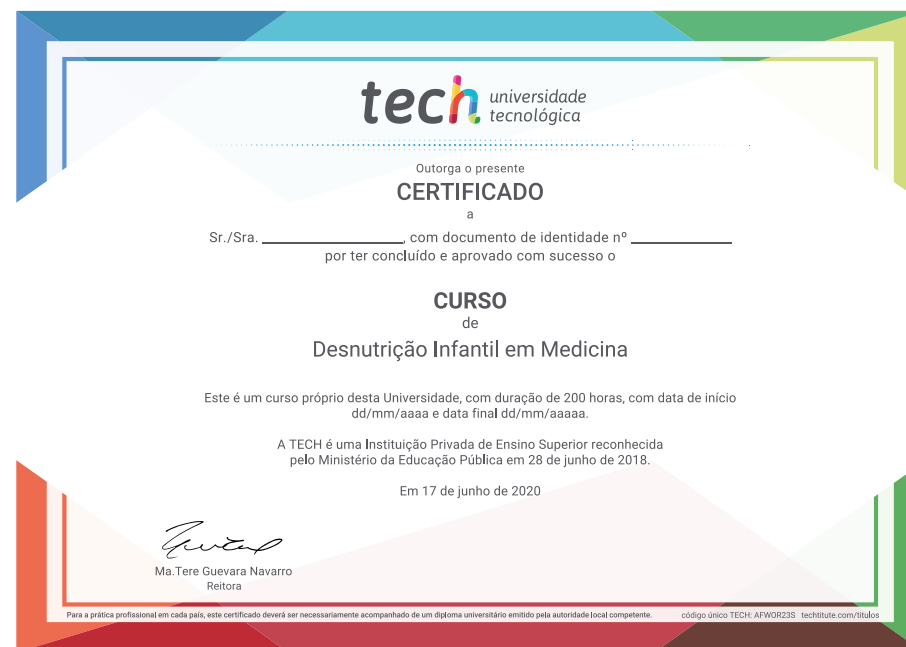 tech universidade
tecnológica
Outorga o presente
CERTIFICADO
a
Sr./Sra. ____________________, com documento de identidade nº ______________
por ter concluído e aprovado com sucesso o
CURSO
de
Desnutrição Infantil em Medicina
Este é um curso próprio desta Universidade, com duração de 200 horas, com data de início
dd/mm/aaaa e data final dd/mm/aaaaa.
A TECH é uma Instituição Privada de Ensino Superior reconhecida
pelo Ministério da Educação Pública em 28 de junho de 2018.
Em 17 de junho de 2020
Ma.Tere Guevara Navarro
Reitora
Para a prática profissional em cada país, este certificado deverá ser necessariamente acompanhado de um diploma universitário emitido pela autoridade local competente. código único TECH: AFWOR23S techtitute.com/titulos